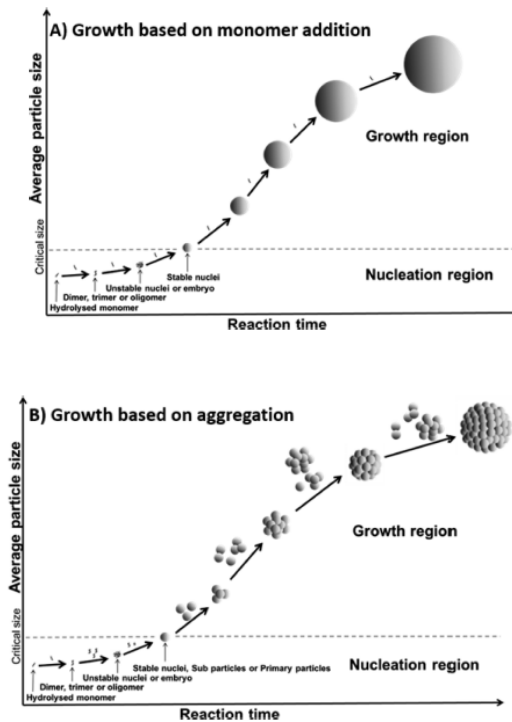 A) Growth based on monomer addition
Average particle size
Critical size
Growth region
Stable nuclei
Nucleation region
Unstable nuclei or embryo
Dimer, trimer or oligomer
Hydrolysed monomer
Reaction time
B) Growth based on aggregation
Average particle size
Critical size
Growth region
Stable nuclei, Sub particles or Primary particles
Nucleation region
Unstable nuclei or embryo
Dimer, trimer or oligomer
Hydrolysed monomer
Reaction time